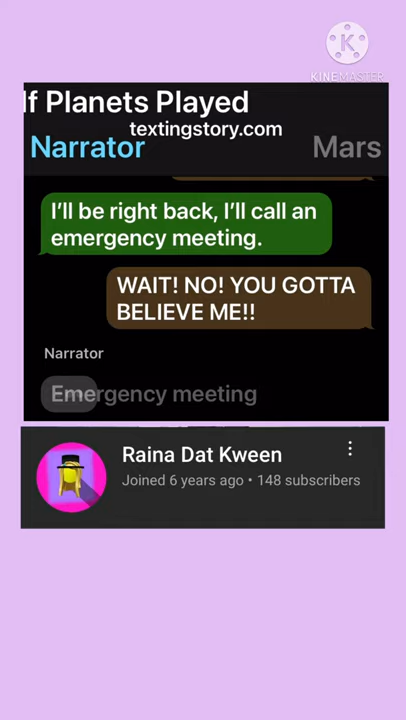 KINEMASTER
If Planets Played
textingstory.com
Narrator Mars
I'll be right back, I'll call an
emergency meeting.
WAIT! NO! YOU GOTTA
BELIEVE ME!!
Narrator
Emergency meeting
Raina Dat Kween
Joined 6 years ago • 148 subscribers